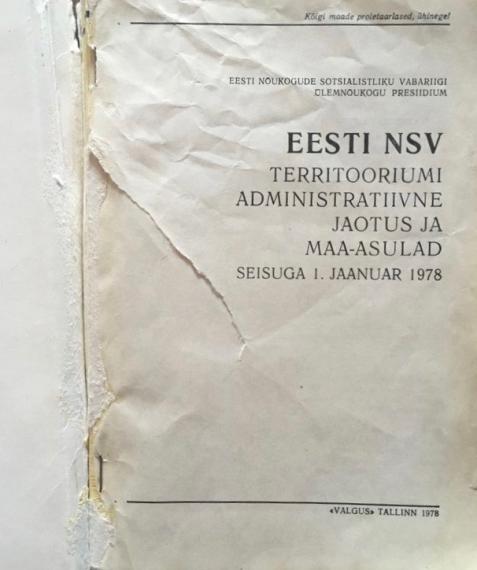 Kõigi maade proletaarlased, ühinege!
EESTI NÕUKOGUDE SOTSIALISTLIKU VABARIIGI
ÜLEMNÕUKOGU PRESIIDIUM
EESTI NSV
TERRITOORIUMI
ADMINISTRATIIVNE
JAOTUS JA
MAA-ASULAD
SEISUGA 1. JAANUAR 1978
«VALGUS» TALLINN 1978